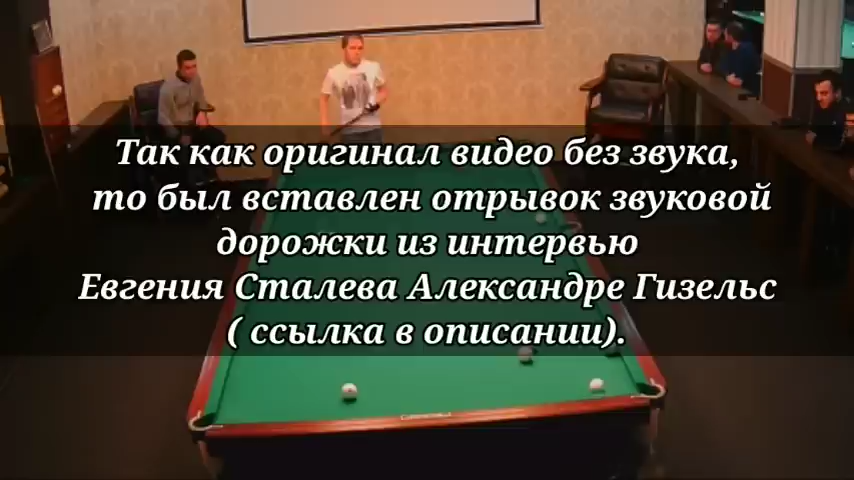 Так как оригинал видео без звука,
то был вставлен отрывок звуковой
дорожки из интервью
Евгения Сталева Александре Гизельс
( ссылка в описании).